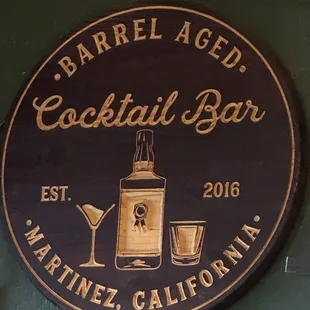 • BARREL AGED •
Cocktail Bar
EST. 2016
• MARTINEZ, CALIFORNIA •